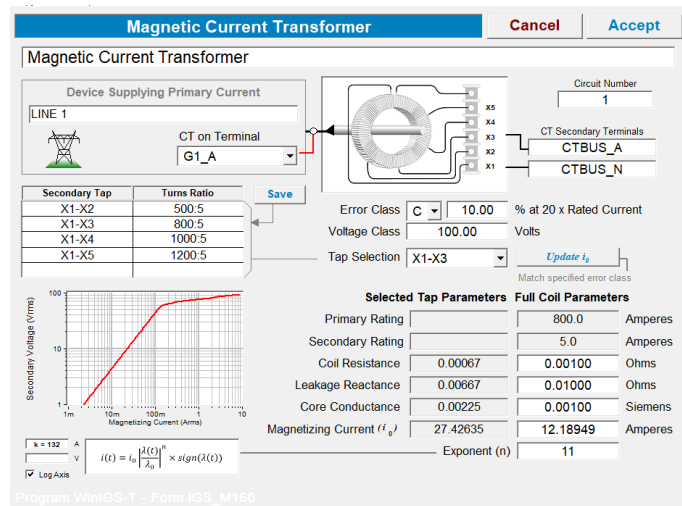 Magnetic Current Transformer
Cancel
Accept
Magnetic Current Transformer
Device Supplying Primary Current
LINE 1
CT on Terminal
G1_A
X5
X4
X3
X2
X1
Circuit Number
1
CT Secondary Terminals
CTBUS_A
CTBUS_N
Secondary Tap Turns Ratio
X1-X2 500:5
X1-X3 800:5
X1-X4 1000:5
X1-X5 1200:5
Save
Error Class C 10.00 % at 20 x Rated Current
Voltage Class 100.00 Volts
Tap Selection X1-X3
Update i₀
Match specified error class
Selected Tap Parameters Full Coil Parameters
Primary Rating 800.0 Amperes
Secondary Rating 5.0 Amperes
Coil Resistance 0.00067 0.00100 Ohms
Leakage Reactance 0.00667 0.01000 Ohms
Core Conductance 0.00225 0.00100 Siemens
Magnetizing Current (i₀) 27.42635 12.18949 Amperes
Exponent (n) 11
Secondary Voltage (Vrms)
100
10
1
1m 10m 100m 1 10
Magnetizing Current (Arms)
k = 132 A
V
Log Axis
i(t) = i₀ |λ(t)/λ₀|ⁿ × sign(λ(t))
Program WinIGS-T - Form IGS_M160